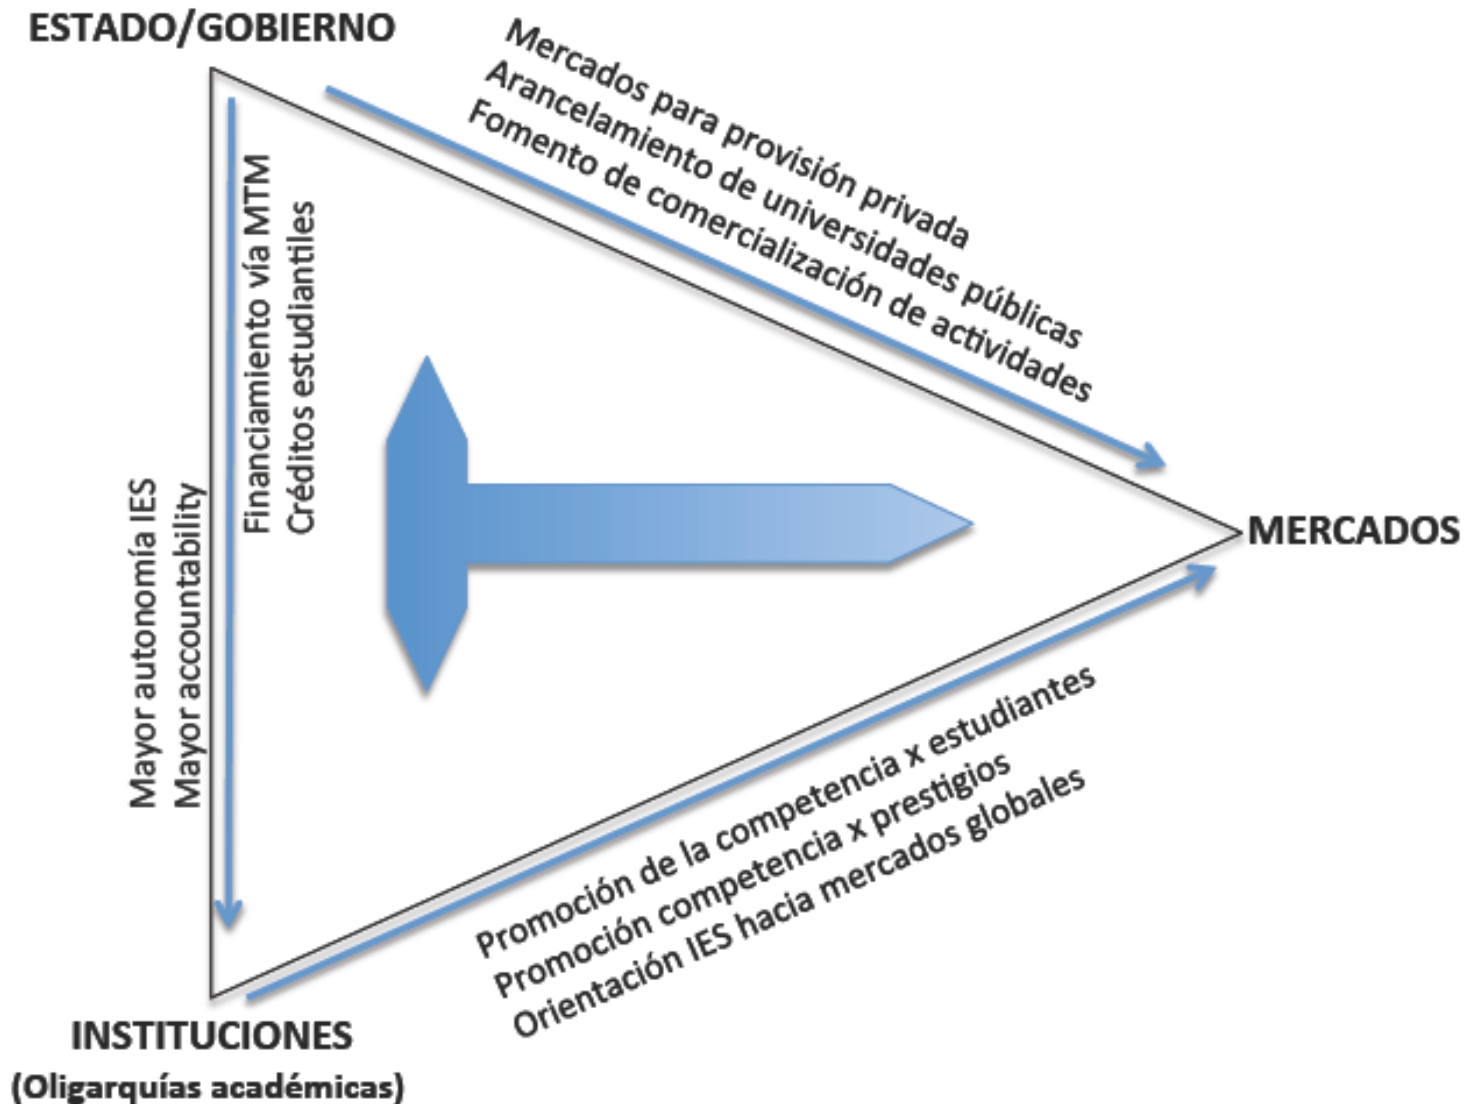 ESTADO/GOBIERNO
Mercados para provisión privada
Arancelamiento de universidades públicas
Fomento de comercialización de actividades
Financiamiento vía MTM
Créditos estudiantiles
Mayor autonomía IES
Mayor accountability
MERCADOS
Promoción de la competencia x estudiantes
Promoción competencia x prestigios
Orientación IES hacia mercados globales
INSTITUCIONES
(Oligarquías académicas)